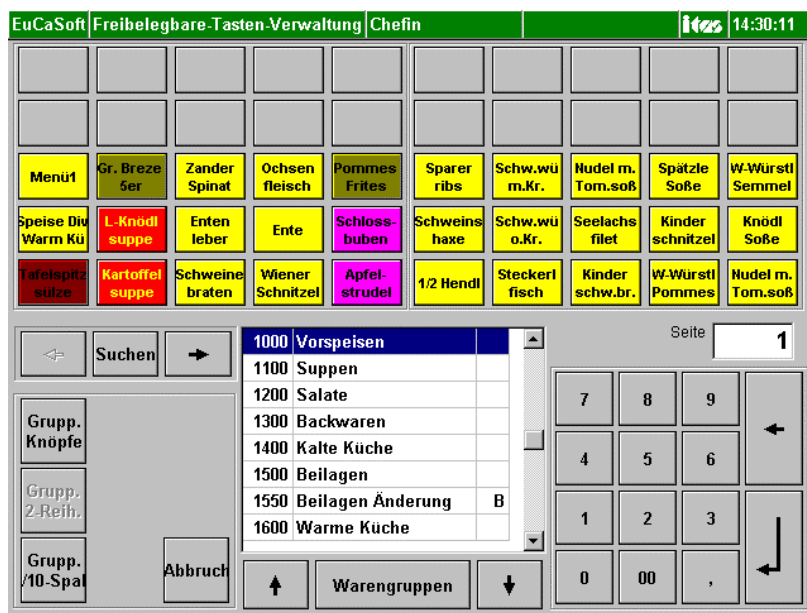 EuCaSoft Freibelegbare-Tasten-Verwaltung Chefin itas 14:30:11
Menü1 Gr. Breze 5er Zander Spinat Ochsen fleisch Pommes Frites Sparer ribs Schw.wü m.Kr. Nudel m. Tom.soß Spätzle Soße W-Würstl Semmel
Speise Div Warm Kü L-Knödl suppe Enten leber Ente Schloss- buben Schweins haxe Schw.wü o.Kr. Seelachs filet Kinder schnitzel Knödl Soße
Tafelspitz sulze Kartoffel suppe Schweine braten Wiener Schnitzel Apfel- strudel 1/2 Hendl Steckerl fisch Kinder schw.br. W-Würstl Pommes Nudel m. Tom.soß
Suchen
1000 Vorspeisen
1100 Suppen
1200 Salate
1300 Backwaren
1400 Kalte Küche
1500 Beilagen
1550 Beilagen Änderung B
1600 Warme Küche
Seite 1
Grupp. Knöpfe
Grupp. 2-Reih.
Grupp. /10-Spal
Abbruch
Warengruppen
7 8 9
4 5 6
1 2 3
0 00 ,